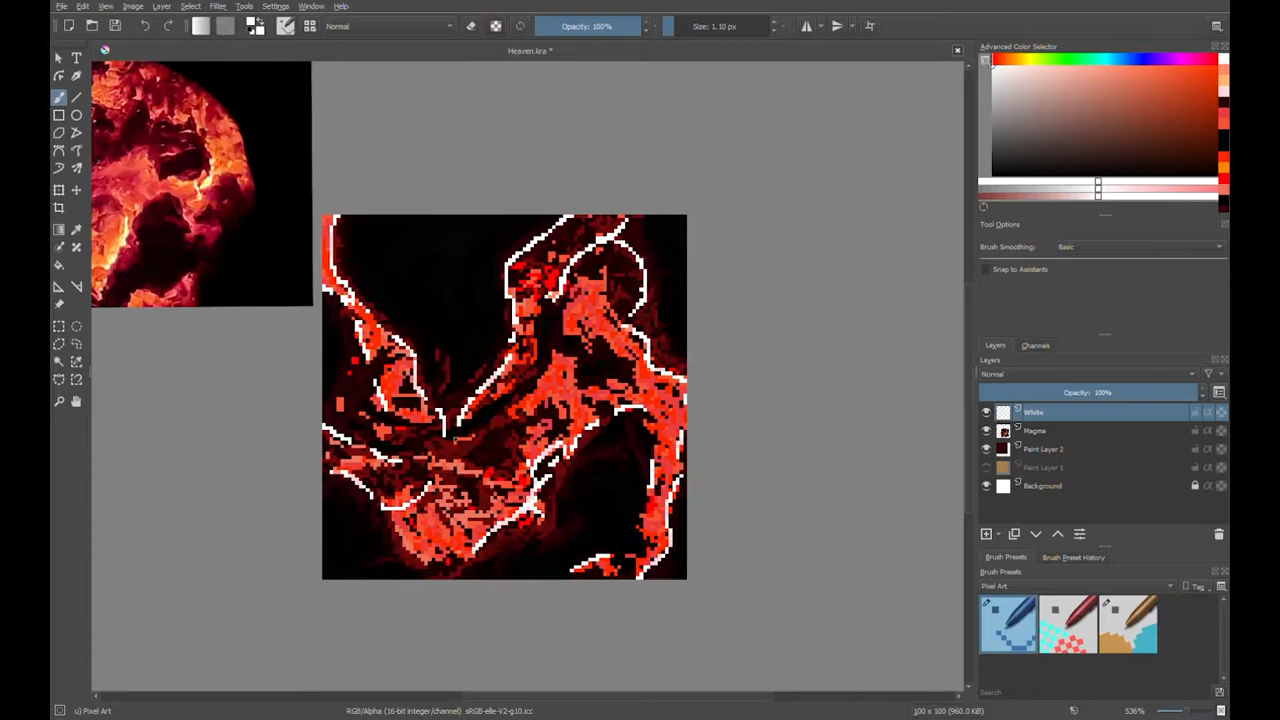 File Edit View Image Layer Select Filter Tools Settings Window Help
Normal Opacity: 100% Size: 1.10 px
Heaven.kra *
Advanced Color Selector
Tool Options
Brush Smoothing: Basic
Snap to Assistants
Layers Channels
Layers
Normal
Opacity: 100%
White
Magma
Paint Layer 2
Paint Layer 1
Background
Brush Presets Brush Preset History
Brush Presets
Pixel Art Tag
Search
u) Pixel Art RGB/Alpha (16-bit integer/channel) sRGB-elle-V2-g10.icc 100 x 100 (960.0 KiB) 536%